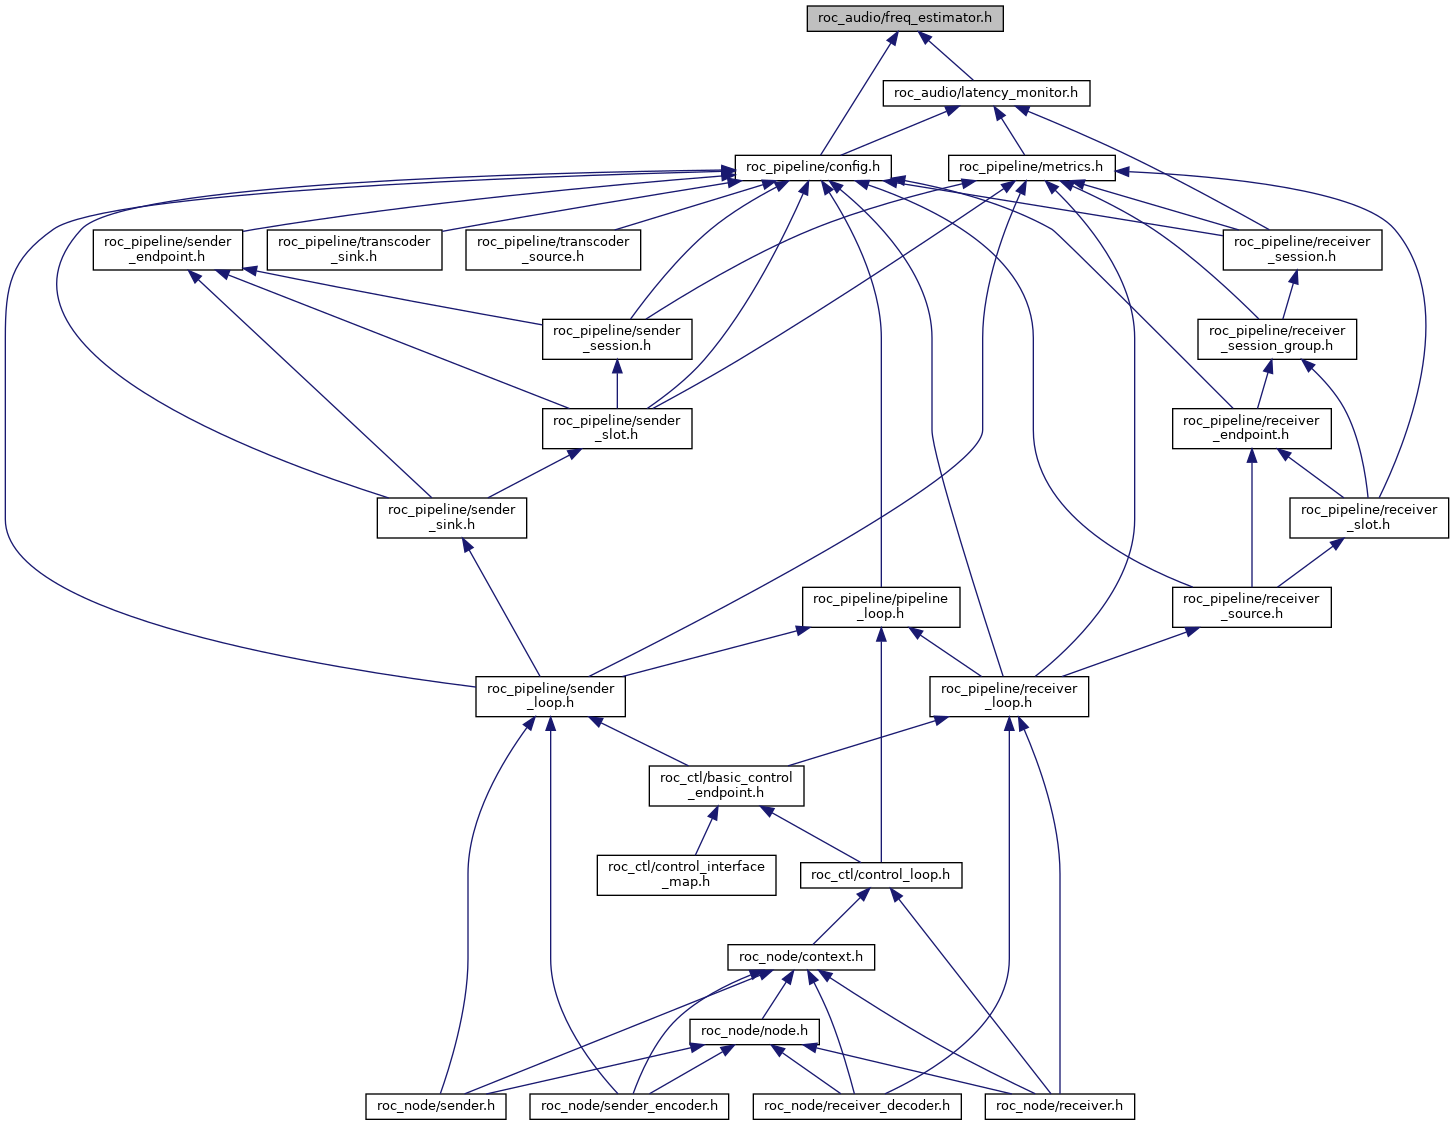 roc_audio/freq_estimator.h
roc_audio/latency_monitor.h
roc_pipeline/config.h
roc_pipeline/metrics.h
roc_pipeline/sender
_endpoint.h
roc_pipeline/transcoder
_sink.h
roc_pipeline/transcoder
_source.h
roc_pipeline/receiver
_session.h
roc_pipeline/sender
_session.h
roc_pipeline/receiver
_session_group.h
roc_pipeline/sender
_slot.h
roc_pipeline/receiver
_endpoint.h
roc_pipeline/sender
_sink.h
roc_pipeline/receiver
_slot.h
roc_pipeline/pipeline
_loop.h
roc_pipeline/receiver
_source.h
roc_pipeline/sender
_loop.h
roc_pipeline/receiver
_loop.h
roc_ctl/basic_control
_endpoint.h
roc_ctl/control_interface
_map.h
roc_ctl/control_loop.h
roc_node/context.h
roc_node/node.h
roc_node/sender.h
roc_node/sender_encoder.h
roc_node/receiver_decoder.h
roc_node/receiver.h